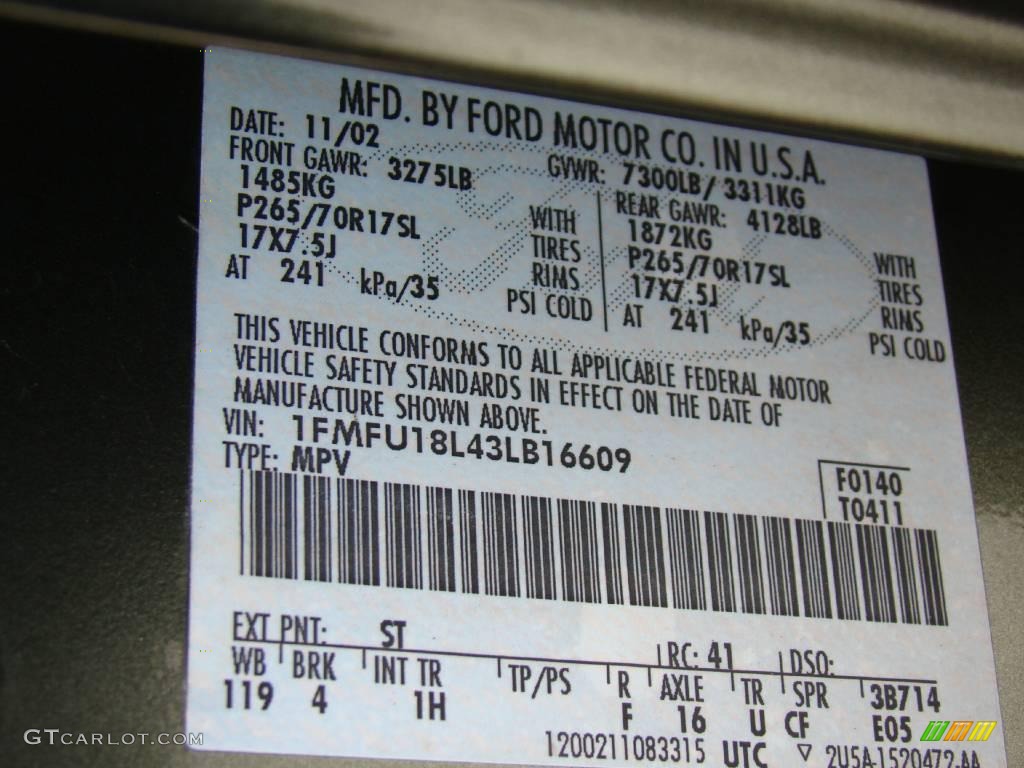 MFD. BY FORD MOTOR CO. IN U.S.A.
DATE: 11/02 GVWR: 7300LB/ 3311KG
FRONT GAWR: 3275LB REAR GAWR: 4128LB
1485KG WITH 1872KG WITH
P265/70R17SL TIRES P265/70R17SL TIRES
17X7.5J RIMS 17X7.5J RIMS
AT 241 kPa/35 PSI COLD AT 241 kPa/35 PSI COLD
THIS VEHICLE CONFORMS TO ALL APPLICABLE FEDERAL MOTOR
VEHICLE SAFETY STANDARDS IN EFFECT ON THE DATE OF
MANUFACTURE SHOWN ABOVE.
VIN: 1FMFU18L43LB16609
TYPE: MPV
F0140
T0411
EXT PNT: ST RC: 41 DSO:
WB BRK INT TR TP/PS R AXLE TR SPR 3B714
119 4 1H F 16 U CF E05
1200211083315 UTC ▽ 2U5A-1520472-AA
GTCARLOT.COM